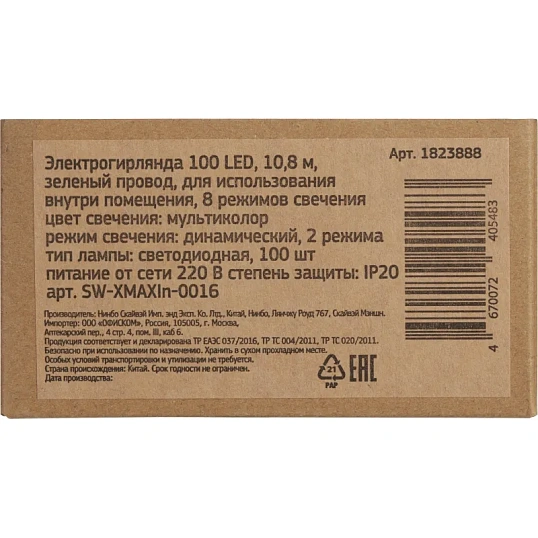 Электрогирлянда 100 LED, 10,8 м,
зеленый провод, для использования
внутри помещения, 8 режимов свечения
цвет свечения: мультиколор
режим свечения: динамический, 2 режима
тип лампы: светодиодная, 100 шт
питание от сети 220 В степень защиты: IP20
арт. SW-XMAXIn-0016
Производитель: Нинбо Скайвэй Имп. энд Эксп. Ко. Лтд., Китай, Нинбо, Линчжу Роуд 767, Скайвэй Маншн.
Импортер: ООО «ОФИСКОМ», Россия, 105005, г. Москва,
Аптекарский пер., 4 стр. 4, пом. III, каб 6.
Продукция соответствует и декларирована ТР ЕАЭС 037/2016, ТР ТС 004/2011, ТР ТС 020/2011.
Безопасно при использовании по назначению. Хранить в сухом прохладном месте.
Особых условий транспортировки и утилизации не требуется.
Страна происхождения: Китай. Срок годности не ограничен.
Дата производства:
Арт. 1823888
4 670072 405483
21
PAP
EAC